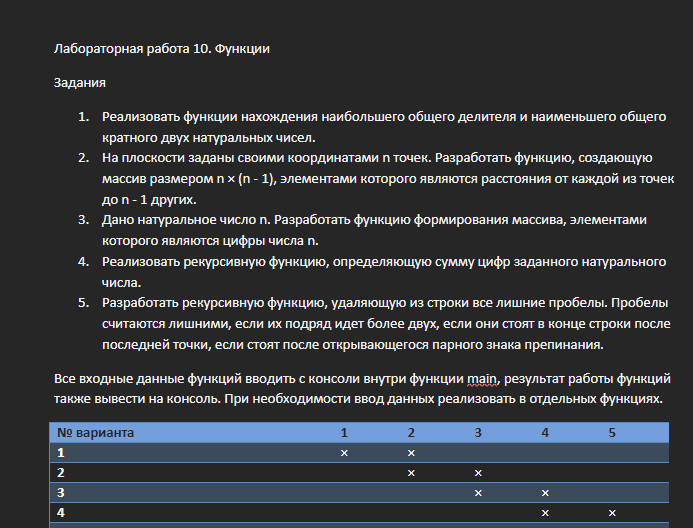 Лабораторная работа 10. Функции
Задания
1. Реализовать функции нахождения наибольшего общего делителя и наименьшего общего
кратного двух натуральных чисел.
2. На плоскости заданы своими координатами n точек. Разработать функцию, создающую
массив размером n × (n - 1), элементами которого являются расстояния от каждой из точек
до n - 1 других.
3. Дано натуральное число n. Разработать функцию формирования массива, элементами
которого являются цифры числа n.
4. Реализовать рекурсивную функцию, определяющую сумму цифр заданного натурального
числа.
5. Разработать рекурсивную функцию, удаляющую из строки все лишние пробелы. Пробелы
считаются лишними, если их подряд идет более двух, если они стоят в конце строки после
последней точки, если стоят после открывающегося парного знака препинания.
Все входные данные функций вводить с консоли внутри функции main, результат работы функций
также вывести на консоль. При необходимости ввод данных реализовать в отдельных функциях.
№ варианта 1 2 3 4 5
1 × ×
2 × ×
3 × ×
4 × ×